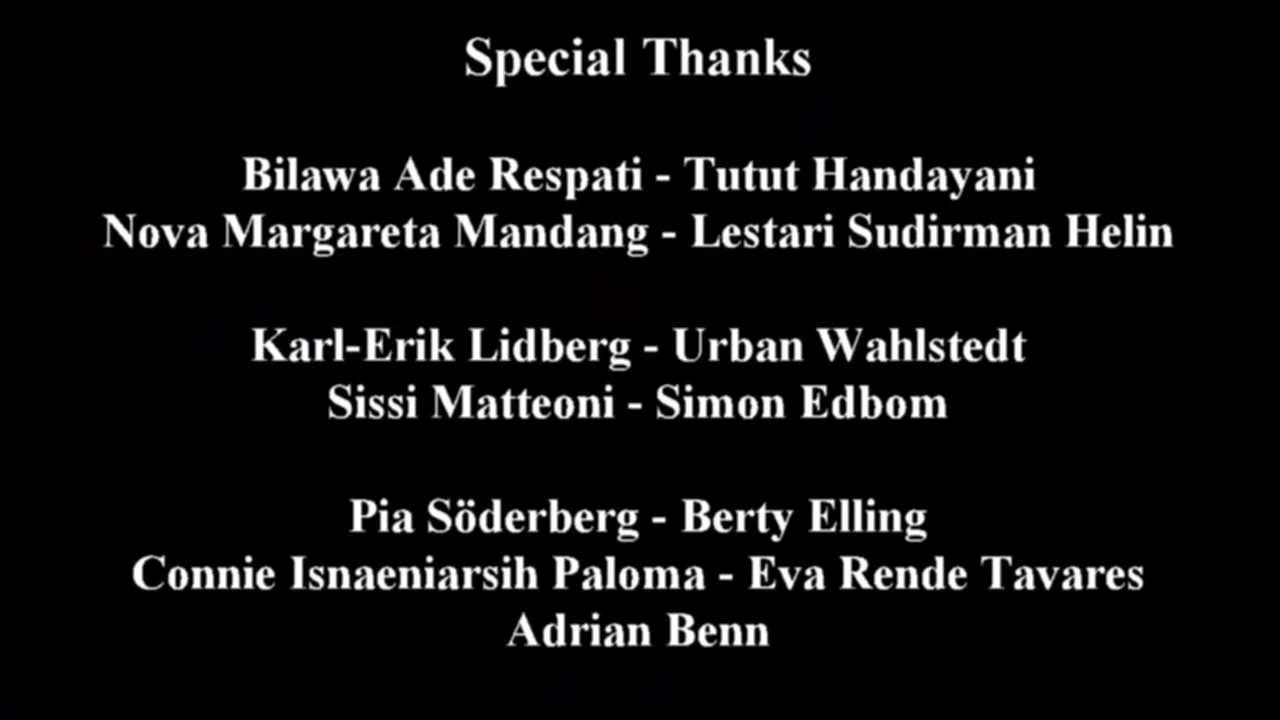 Special Thanks
Bilawa Ade Respati - Tutut Handayani
Nova Margareta Mandang - Lestari Sudirman Helin
Karl-Erik Lidberg - Urban Wahlstedt
Sissi Matteoni - Simon Edbom
Pia Söderberg - Berty Elling
Connie Isnaeniarsih Paloma - Eva Rende Tavares
Adrian Benn